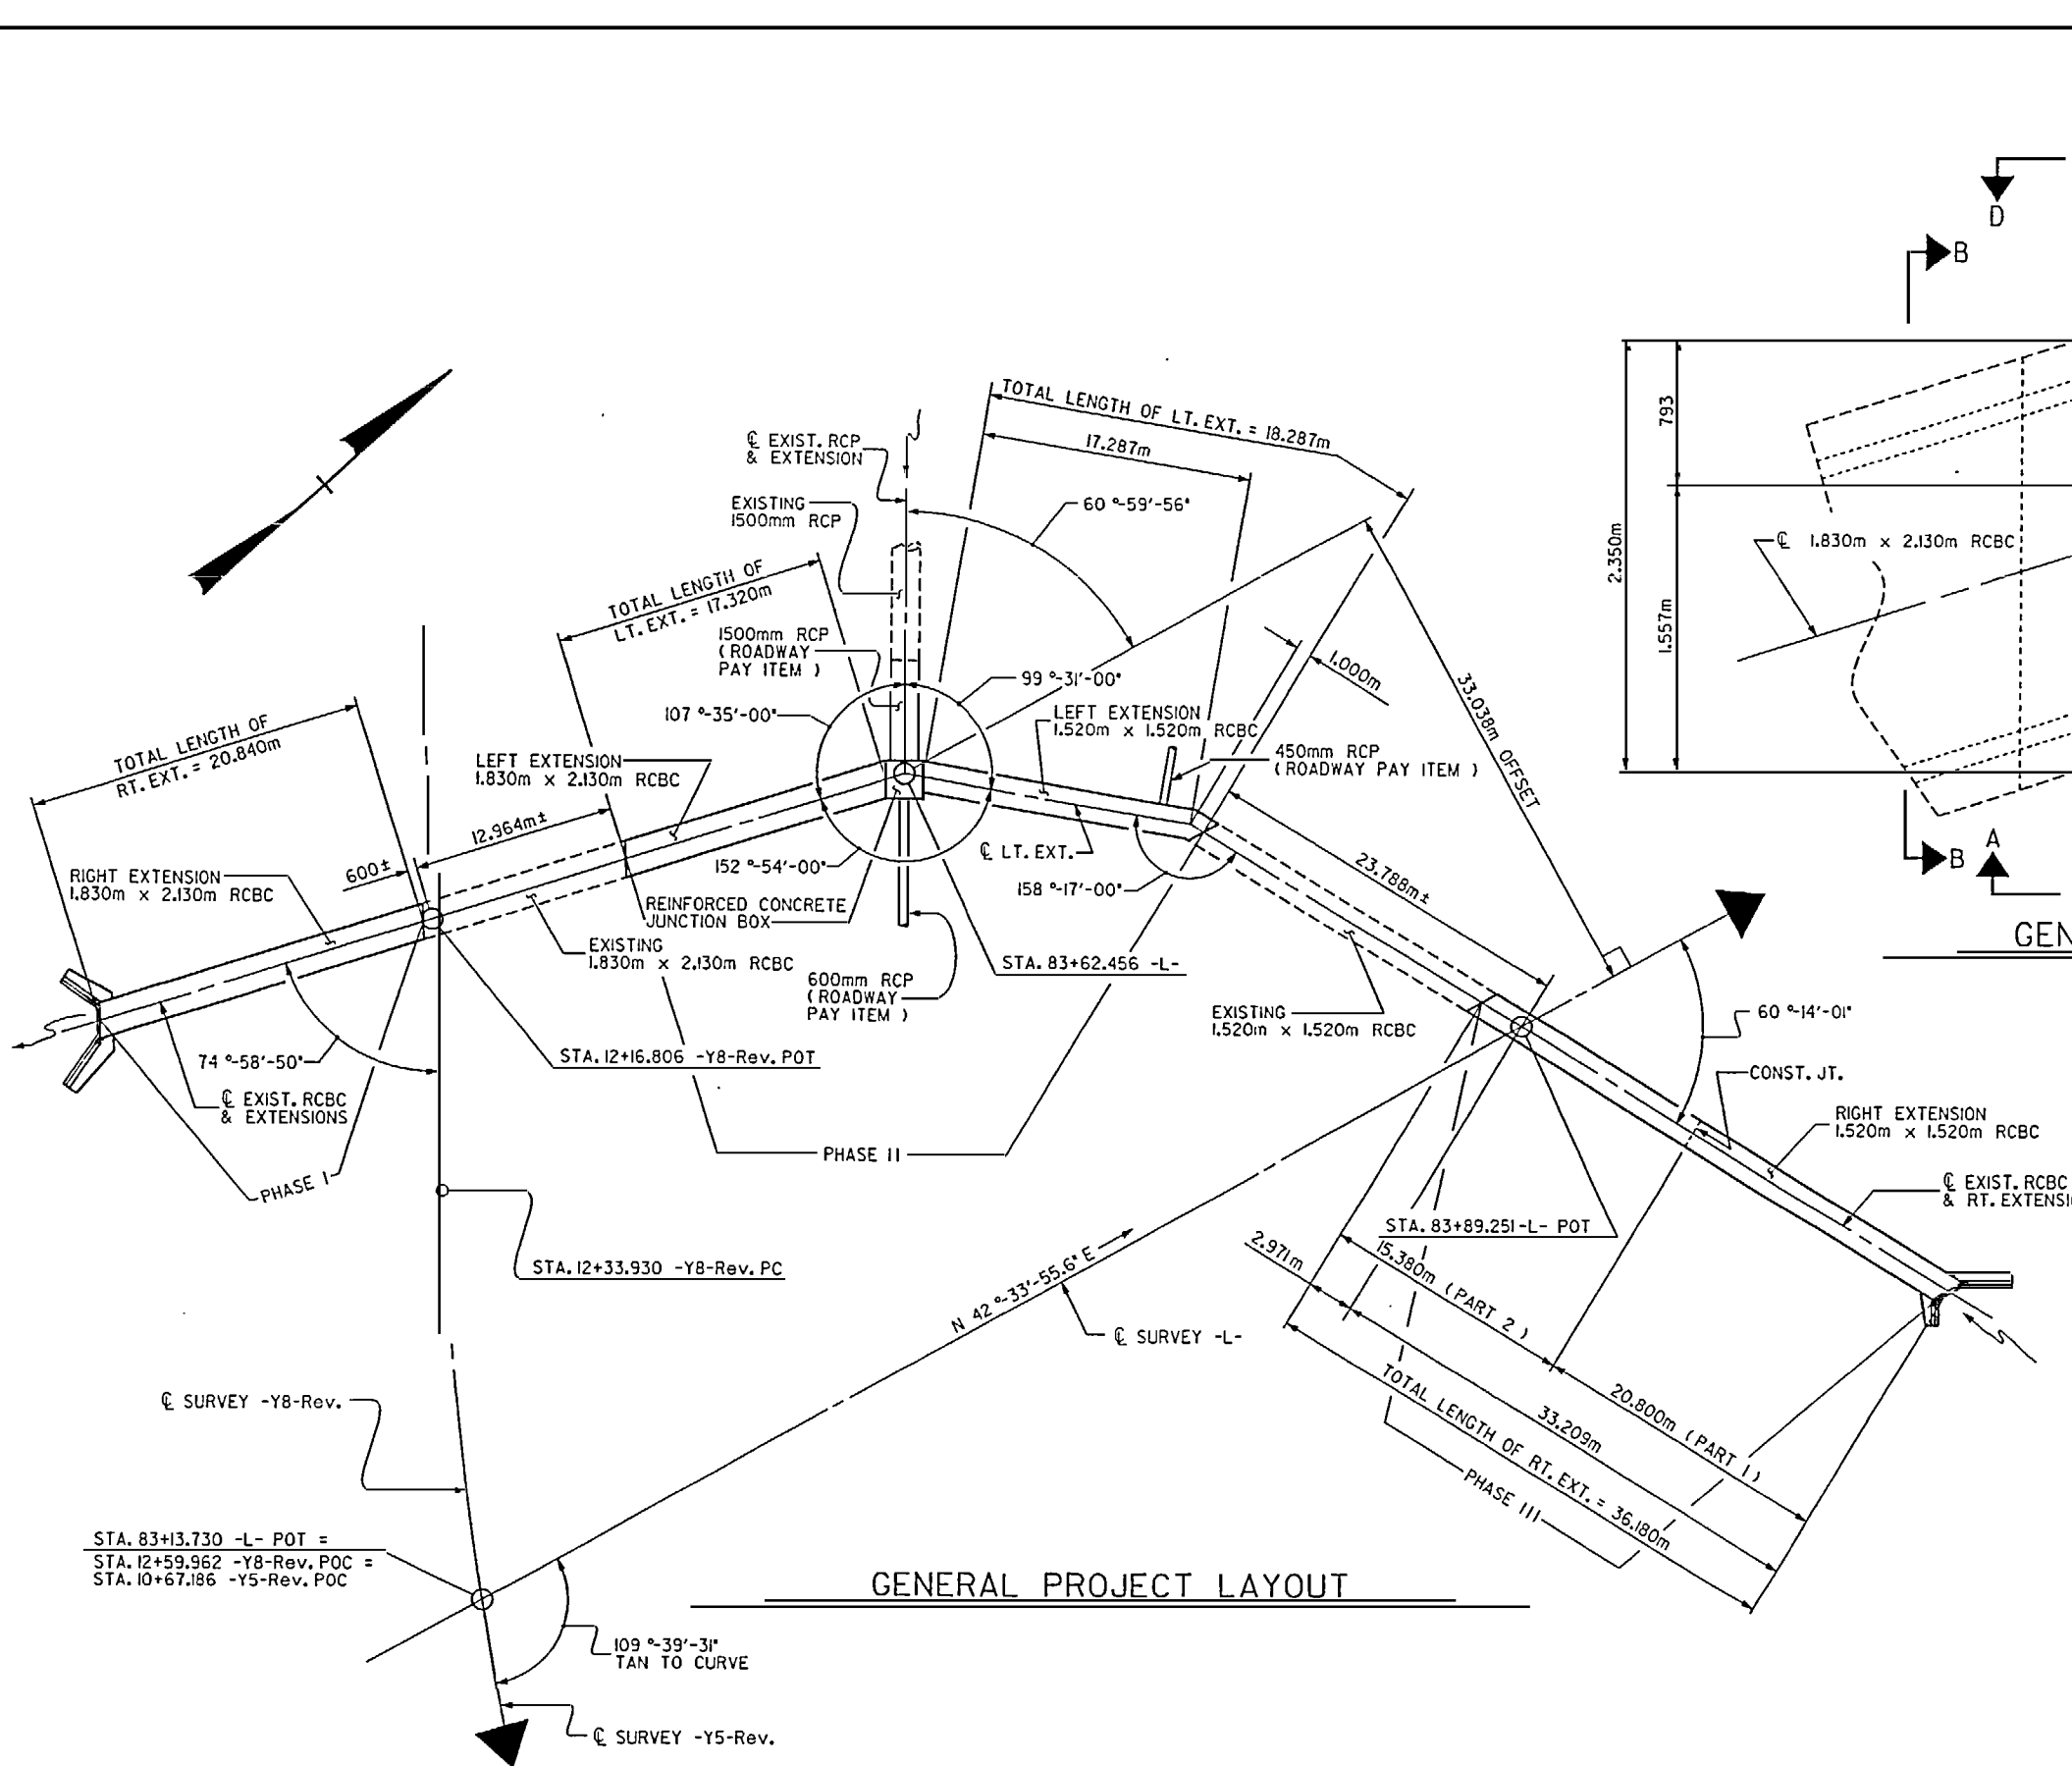 D
B
793
2.350m
1.557m
℄ 1.830m x 2.130m RCBC
B
A
GEN
TOTAL LENGTH OF LT. EXT. = 18.287m
17.287m
℄ EXIST. RCP
& EXTENSION
60°-59'-56"
EXISTING
1500mm RCP
TOTAL LENGTH OF
LT. EXT. = 17.320m
1500mm RCP
( ROADWAY
PAY ITEM )
1.000m
99°-31'-00"
107°-35'-00"
33.038m OFFSET
LEFT EXTENSION
1.520m x 1.520m RCBC
TOTAL LENGTH OF
RT. EXT. = 20.840m
LEFT EXTENSION
1.830m x 2.130m RCBC
450mm RCP
( ROADWAY PAY ITEM )
12.964m±
600±
℄ LT. EXT.
152°-54'-00"
158°-17'-00"
23.788m±
RIGHT EXTENSION
1.830m x 2.130m RCBC
REINFORCED CONCRETE
JUNCTION BOX
EXISTING
1.830m x 2.130m RCBC
STA. 83+62.456 -L-
600mm RCP
( ROADWAY
PAY ITEM )
EXISTING
1.520m x 1.520m RCBC
60°-14'-01"
74°-58'-50"
STA. 12+16.806 -Y8-Rev. POT
CONST. JT.
℄ EXIST. RCBC
& EXTENSIONS
RIGHT EXTENSION
1.520m x 1.520m RCBC
PHASE I
PHASE II
℄ EXIST. RCBC
& RT. EXTENSI
STA. 83+89.251-L- POT
STA. 12+33.930 -Y8-Rev. PC
2.971m
15.380m ( PART 2 )
N 42°-33'-55.6" E
℄ SURVEY -L-
20.800m ( PART 1 )
33.209m
TOTAL LENGTH OF RT. EXT. = 36.180m
PHASE III
℄ SURVEY -Y8-Rev.
STA. 83+13.730 -L- POT =
STA. 12+59.962 -Y8-Rev. POC =
STA. 10+67.186 -Y5-Rev. POC
GENERAL PROJECT LAYOUT
109°-39'-31"
TAN TO CURVE
℄ SURVEY -Y5-Rev.